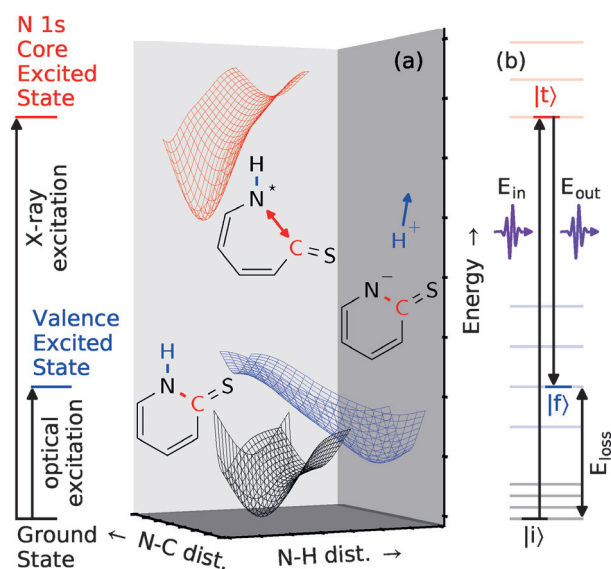 N 1s
Core
Excited
State
X-ray
excitation
Valence
Excited
State
optical
excitation
Ground
State
(a)
H
N*
C
S
H+
N−
C
S
H
N
C
S
← N-C dist.
N-H dist. →
Energy →
(b)
|t⟩
E_in
E_out
|f⟩
E_loss
|i⟩